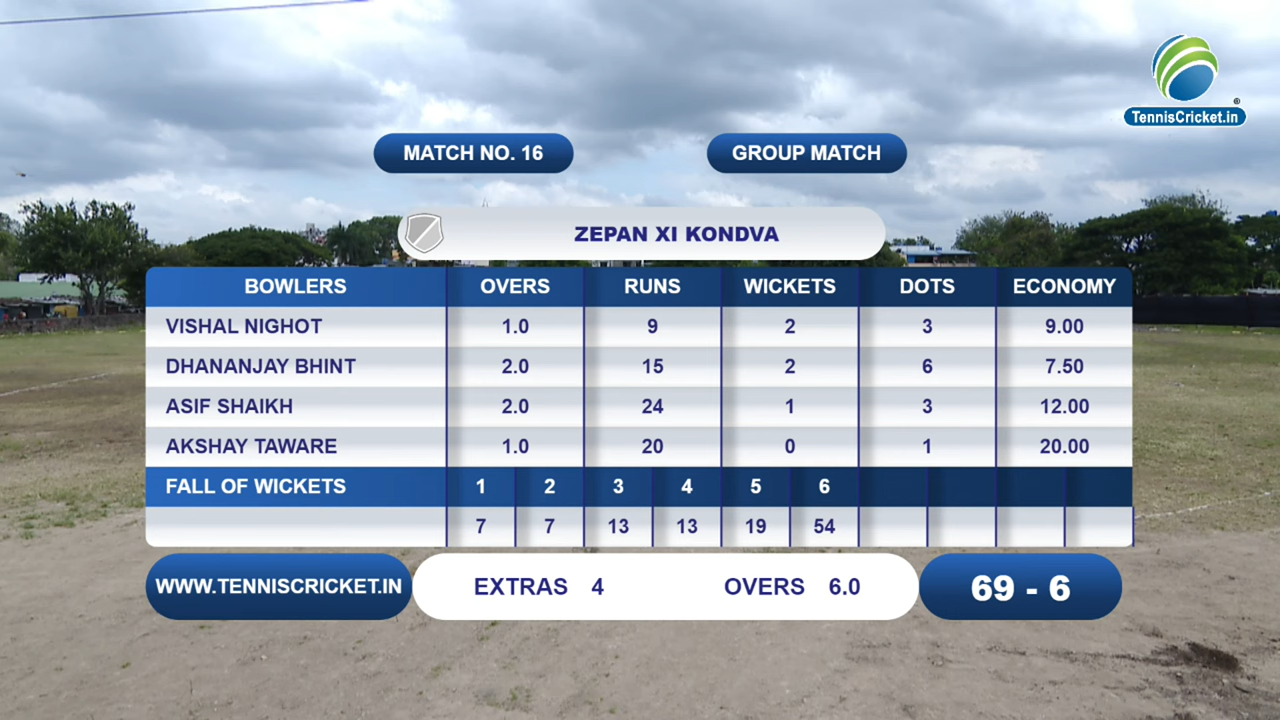 TennisCricket.in
MATCH NO. 16 GROUP MATCH
ZEPAN XI KONDVA
BOWLERS OVERS RUNS WICKETS DOTS ECONOMY
VISHAL NIGHOT 1.0 9 2 3 9.00
DHANANJAY BHINT 2.0 15 2 6 7.50
ASIF SHAIKH 2.0 24 1 3 12.00
AKSHAY TAWARE 1.0 20 0 1 20.00
FALL OF WICKETS 1 2 3 4 5 6
7 7 13 13 19 54
WWW.TENNISCRICKET.IN EXTRAS 4 OVERS 6.0 69 - 6